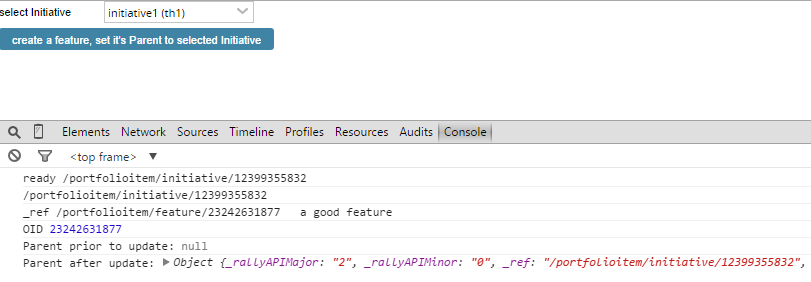 select Initiative initiative1 (th1)
create a feature, set it's Parent to selected Initiative
Elements Network Sources Timeline Profiles Resources Audits Console
<top frame> ▼
ready /portfolioitem/initiative/12399355832
/portfolioitem/initiative/12399355832
_ref /portfolioitem/feature/23242631877 a good feature
OID 23242631877
Parent prior to update: null
Parent after update: ▶Object {_rallyAPIMajor: "2", _rallyAPIMinor: "0", _ref: "/portfolioitem/initiative/12399355832",